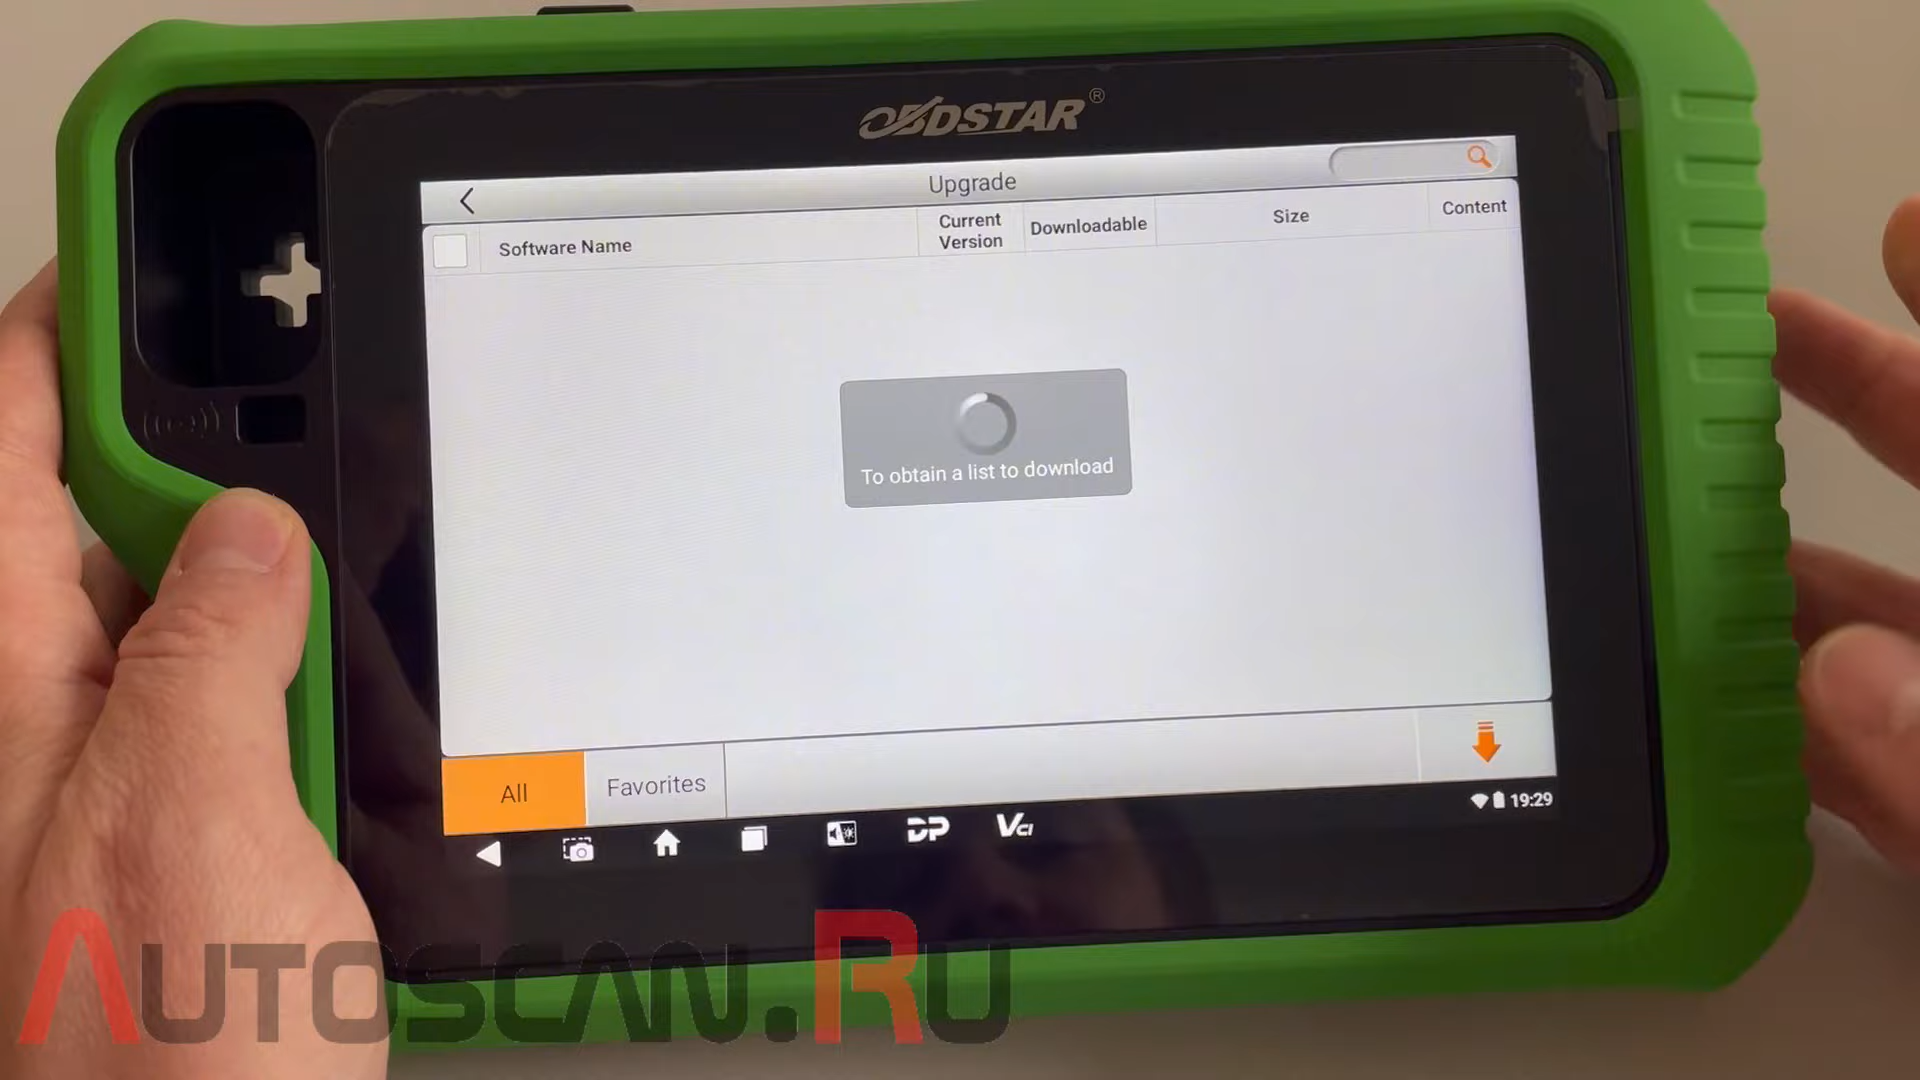 OBDSTAR®
Upgrade
Software Name
Current Version
Downloadable
Size
Content
To obtain a list to download
All
Favorites
19:29
DP
VCI
AUTOSCAN.RU